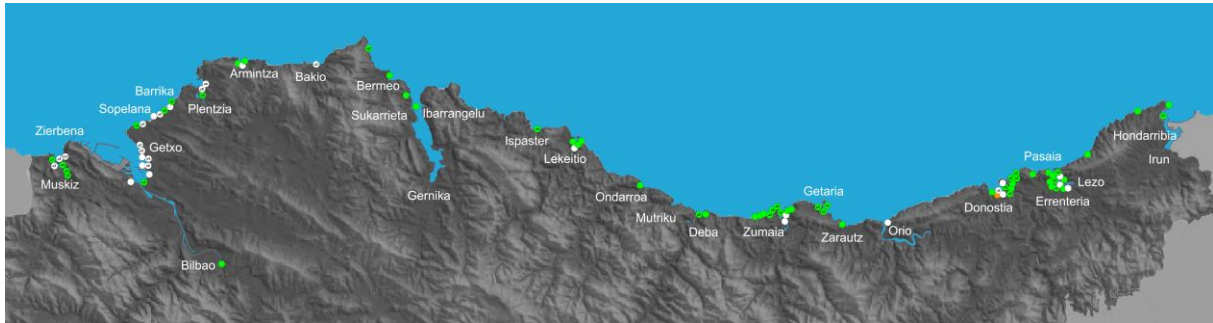 Zierbena
Muskiz
Getxo
Sopelana
Barrika
Plentzia
Bilbao
Armintza
Bakio
Bermeo
Sukarrieta
Ibarrangelu
Gernika
Ispaster
Lekeitio
Ondarroa
Mutriku
Deba
Zumaia
Getaria
Zarautz
Orio
Donostia
Pasaia
Errenteria
Lezo
Hondarribia
Irun